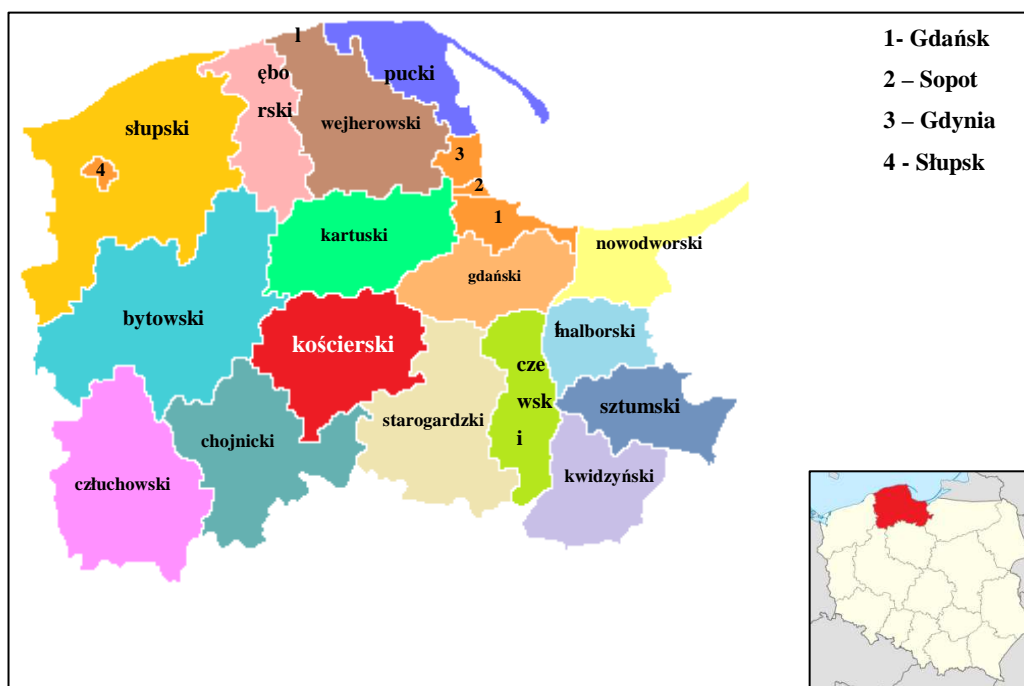 l
ębo
rski
pucki
słupski
wejherowski
3
4
2
1
kartuski
nowodworski
gdański
bytowski
kościerski
t
malborski
cze
wsk
i
sztumski
starogardzki
chojnicki
człuchowski
kwidzyński
1- Gdańsk
2 – Sopot
3 – Gdynia
4 - Słupsk